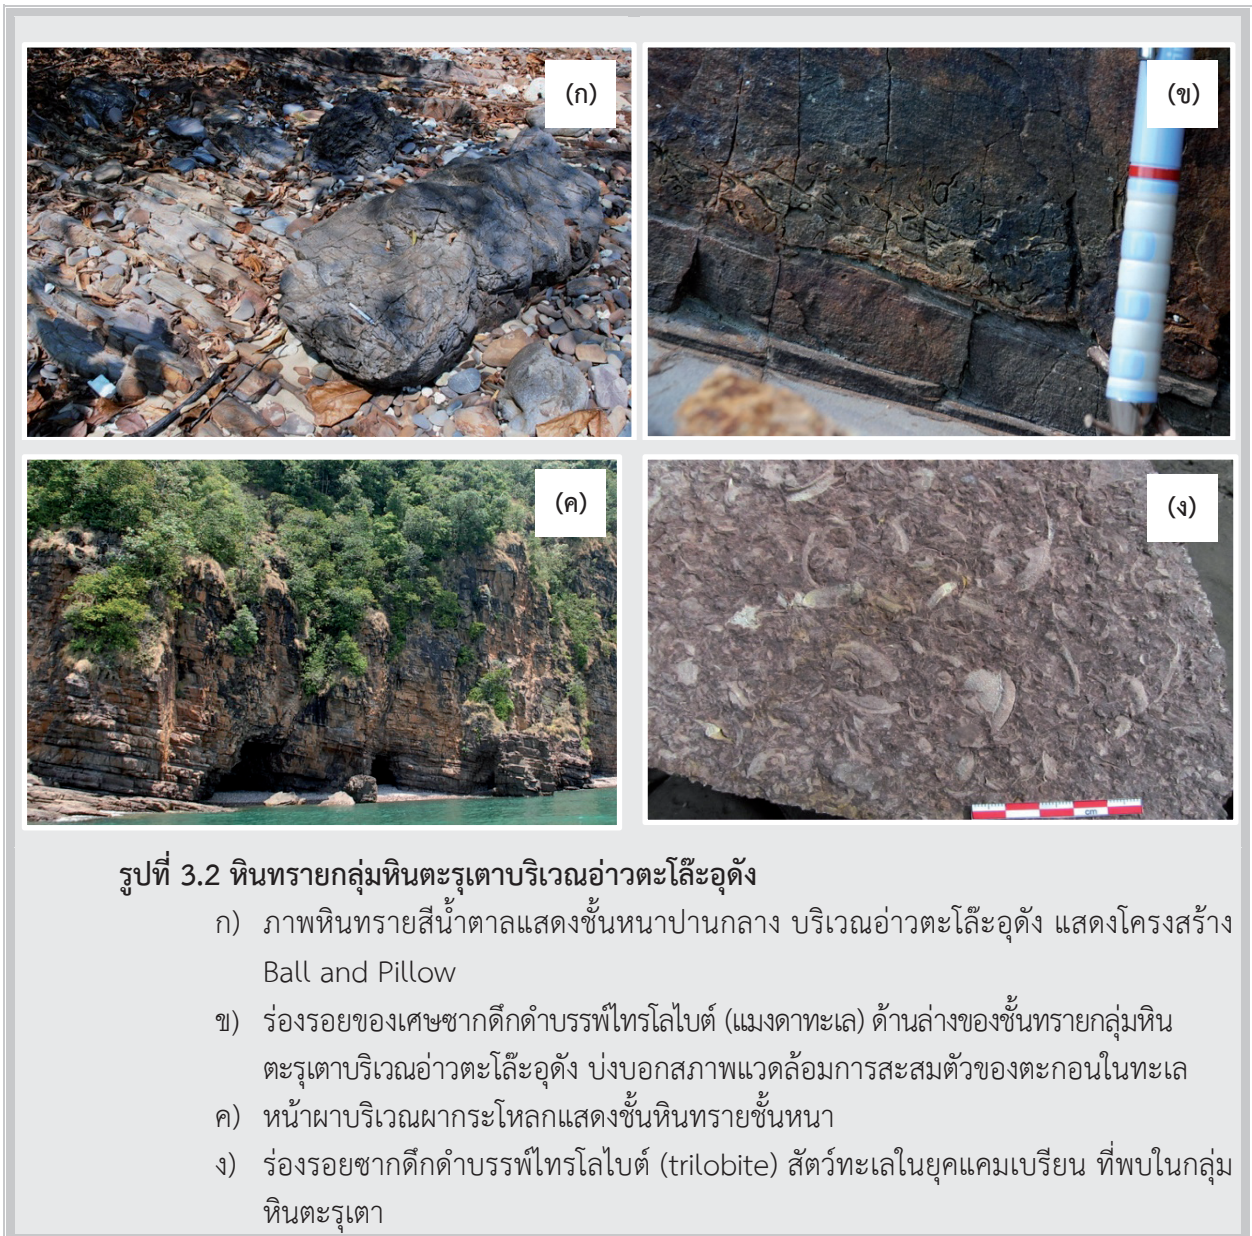 (ก)
(ข)
(ค)
(ง)
cm
รูปที่ 3.2 หินทรายกลุ่มหินตะรุเตาบริเวณอ่าวตะโล๊ะอุดัง
ก) ภาพหินทรายสีน้ำตาลแสดงชั้นหนาปานกลาง บริเวณอ่าวตะโล๊ะอุดัง แสดงโครงสร้าง
Ball and Pillow
ข) ร่องรอยของเศษซากดึกดำบรรพ์ไทรโลไบต์ (แมงดาทะเล) ด้านล่างของชั้นทรายกลุ่มหิน
ตะรุเตาบริเวณอ่าวตะโล๊ะอุดัง บ่งบอกสภาพแวดล้อมการสะสมตัวของตะกอนในทะเล
ค) หน้าผาบริเวณผากระโหลกแสดงชั้นหินทรายชั้นหนา
ง) ร่องรอยซากดึกดำบรรพ์ไทรโลไบต์ (trilobite) สัตว์ทะเลในยุคแคมเบรียน ที่พบในกลุ่ม
หินตะรุเตา